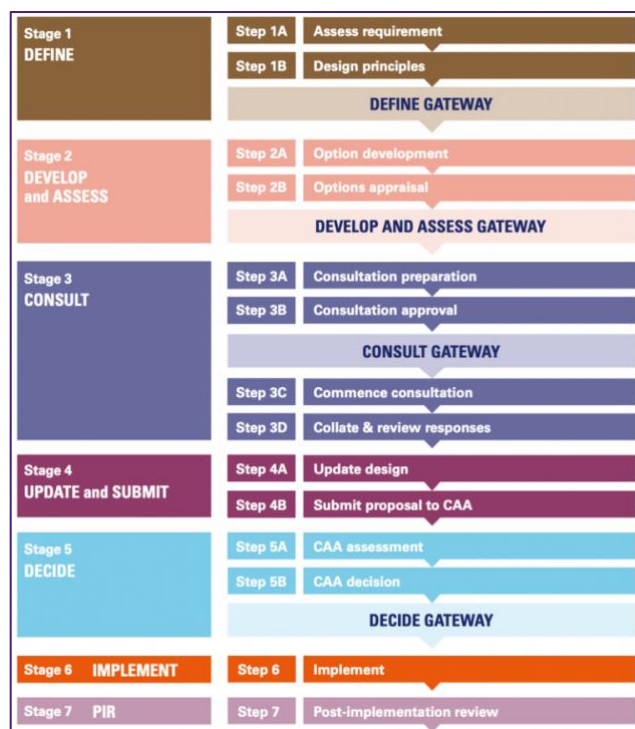 Stage 1
DEFINE
Step 1A Assess requirement
Step 1B Design principles
DEFINE GATEWAY
Stage 2
DEVELOP
and ASSESS
Step 2A Option development
Step 2B Options appraisal
DEVELOP AND ASSESS GATEWAY
Stage 3
CONSULT
Step 3A Consultation preparation
Step 3B Consultation approval
CONSULT GATEWAY
Step 3C Commence consultation
Step 3D Collate & review responses
Stage 4
UPDATE and SUBMIT
Step 4A Update design
Step 4B Submit proposal to CAA
Stage 5
DECIDE
Step 5A CAA assessment
Step 5B CAA decision
DECIDE GATEWAY
Stage 6 IMPLEMENT
Step 6 Implement
Stage 7 PIR
Step 7 Post-implementation review